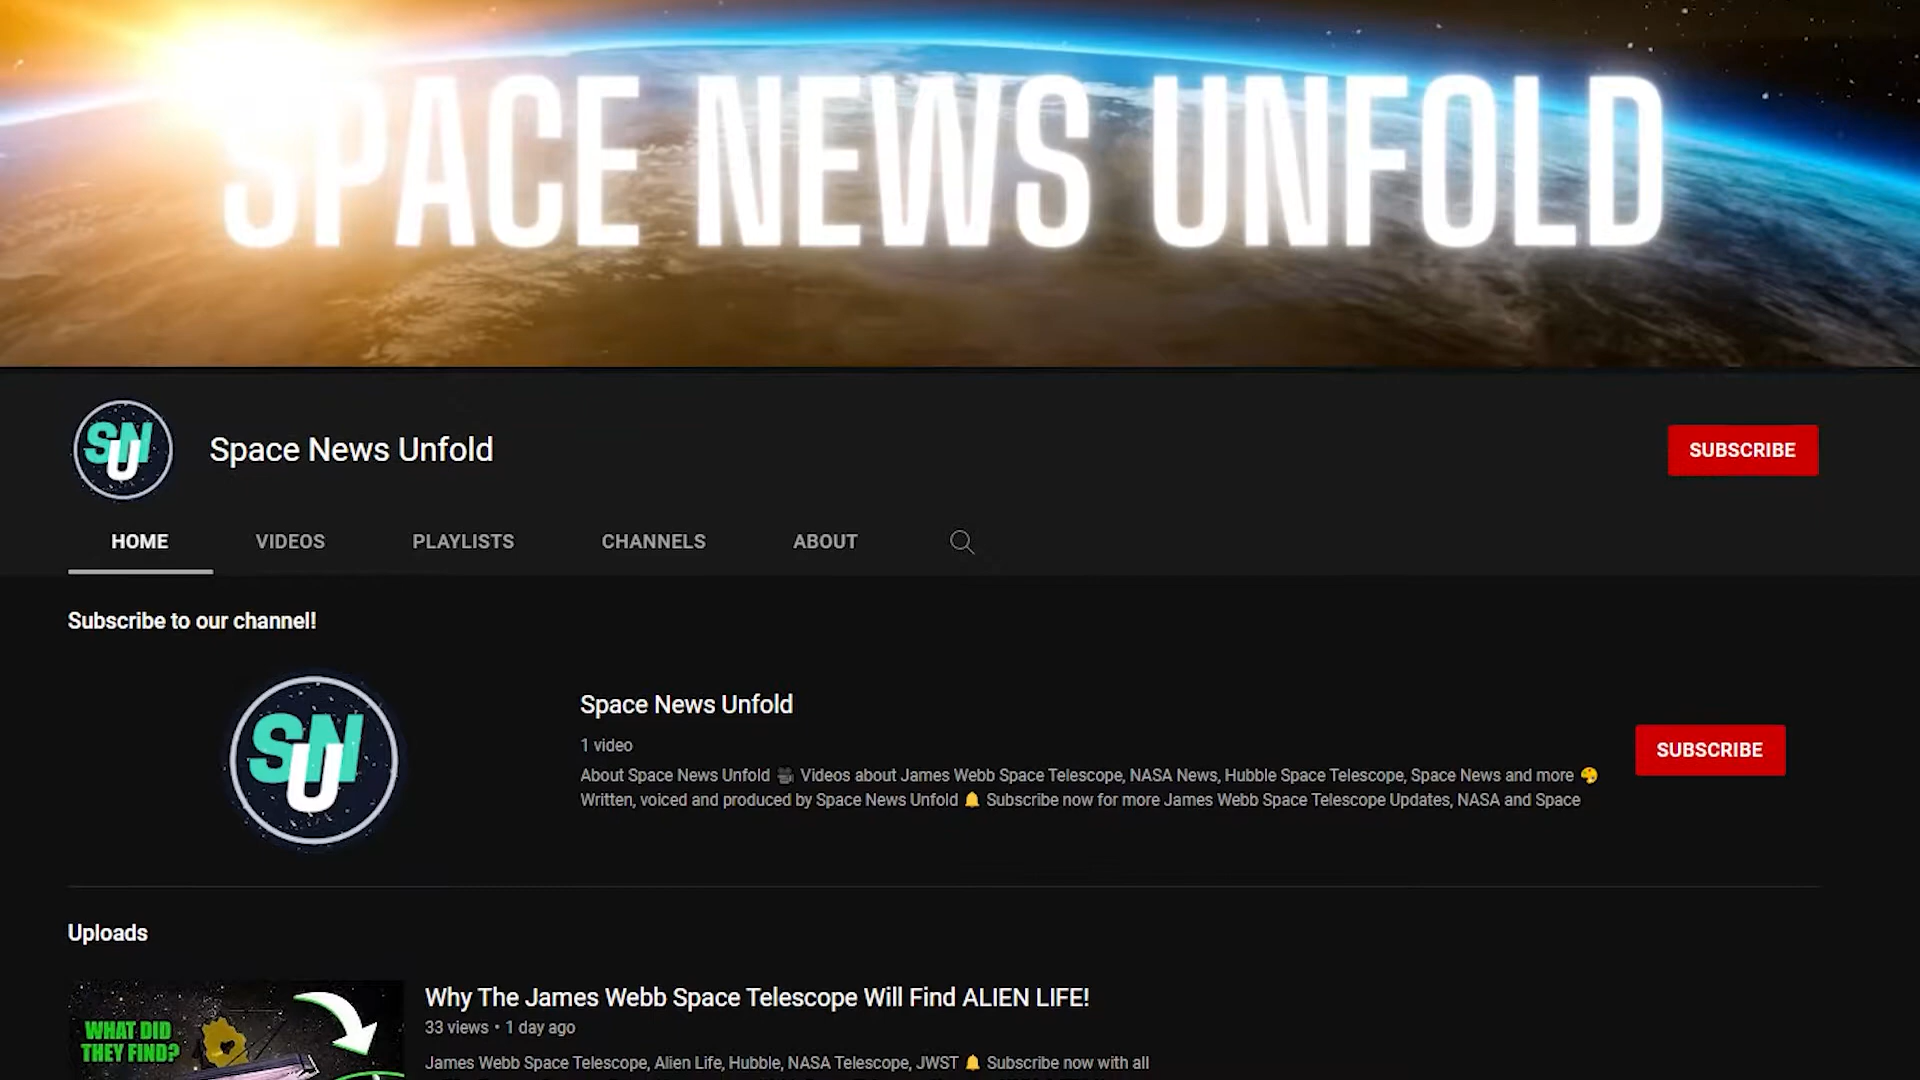 SPACE NEWS UNFOLD
SNU
Space News Unfold
SUBSCRIBE
HOME
VIDEOS
PLAYLISTS
CHANNELS
ABOUT
Subscribe to our channel!
SNU
Space News Unfold
1 video
About Space News Unfold 🎥 Videos about James Webb Space Telescope, NASA News, Hubble Space Telescope, Space News and more 🎨
Written, voiced and produced by Space News Unfold 🔔 Subscribe now for more James Webb Space Telescope Updates, NASA and Space
SUBSCRIBE
Uploads
WHAT DID
THEY FIND?
Why The James Webb Space Telescope Will Find ALIEN LIFE!
33 views • 1 day ago
James Webb Space Telescope, Alien Life, Hubble, NASA Telescope, JWST 🔔 Subscribe now with all